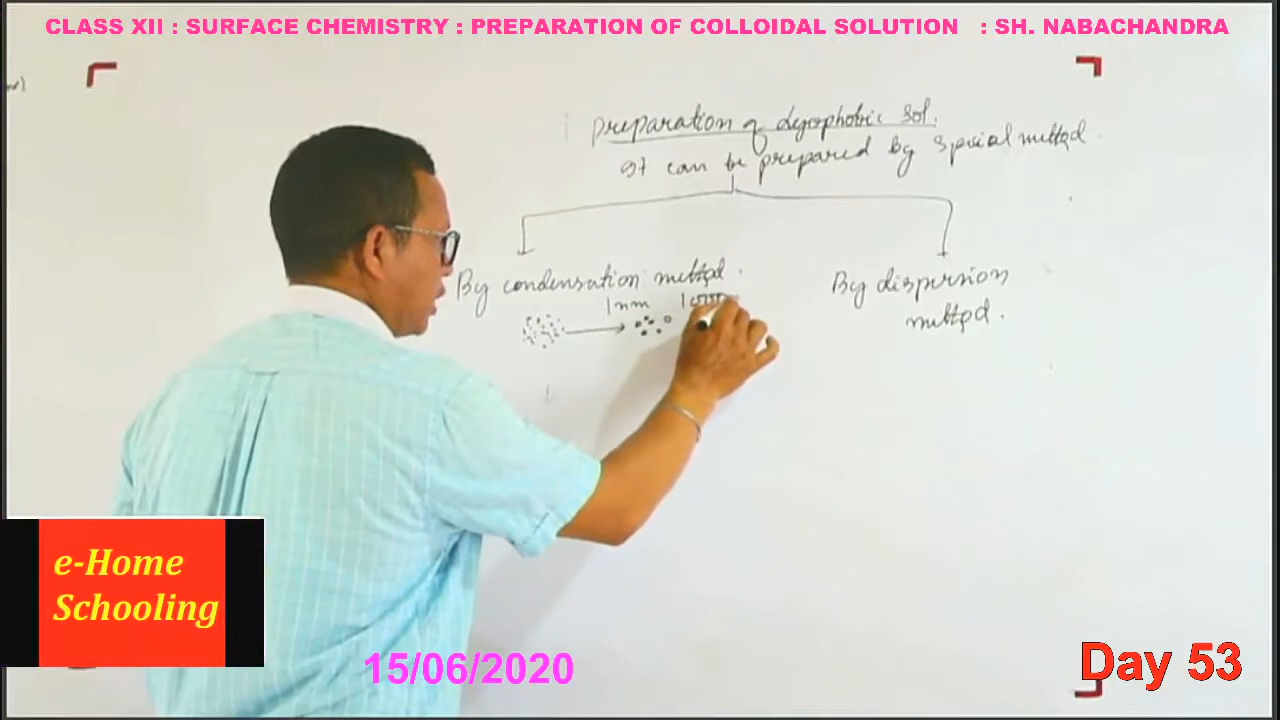 CLASS XII : SURFACE CHEMISTRY : PREPARATION OF COLLOIDAL SOLUTION : SH. NABACHANDRA
preparation of lyophobic sol.
It can be prepared by special method
By condensation method.
1nm
By dispersion
method.
e-Home
Schooling
15/06/2020
Day 53